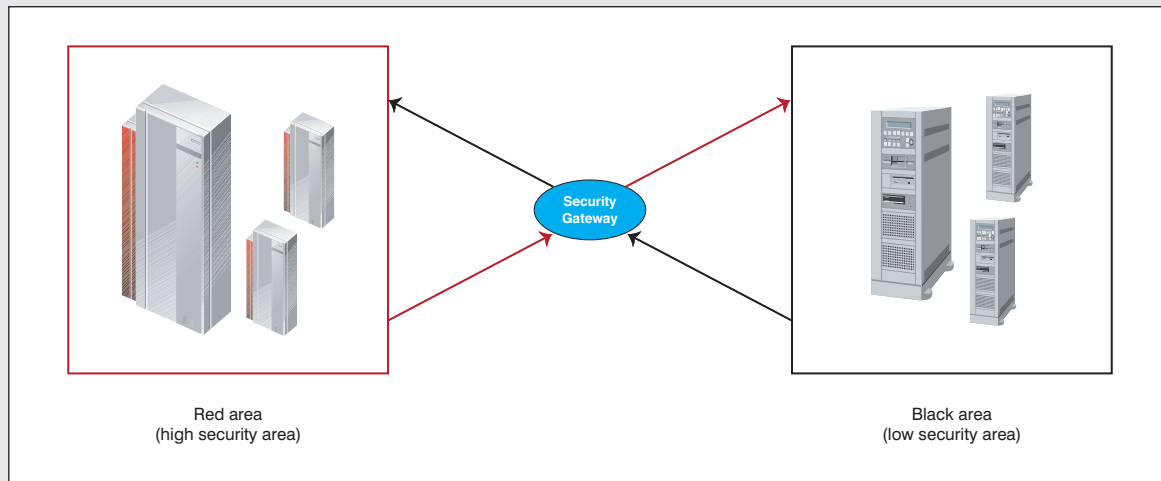 Security
Gateway
Red area
(high security area)
Black area
(low security area)